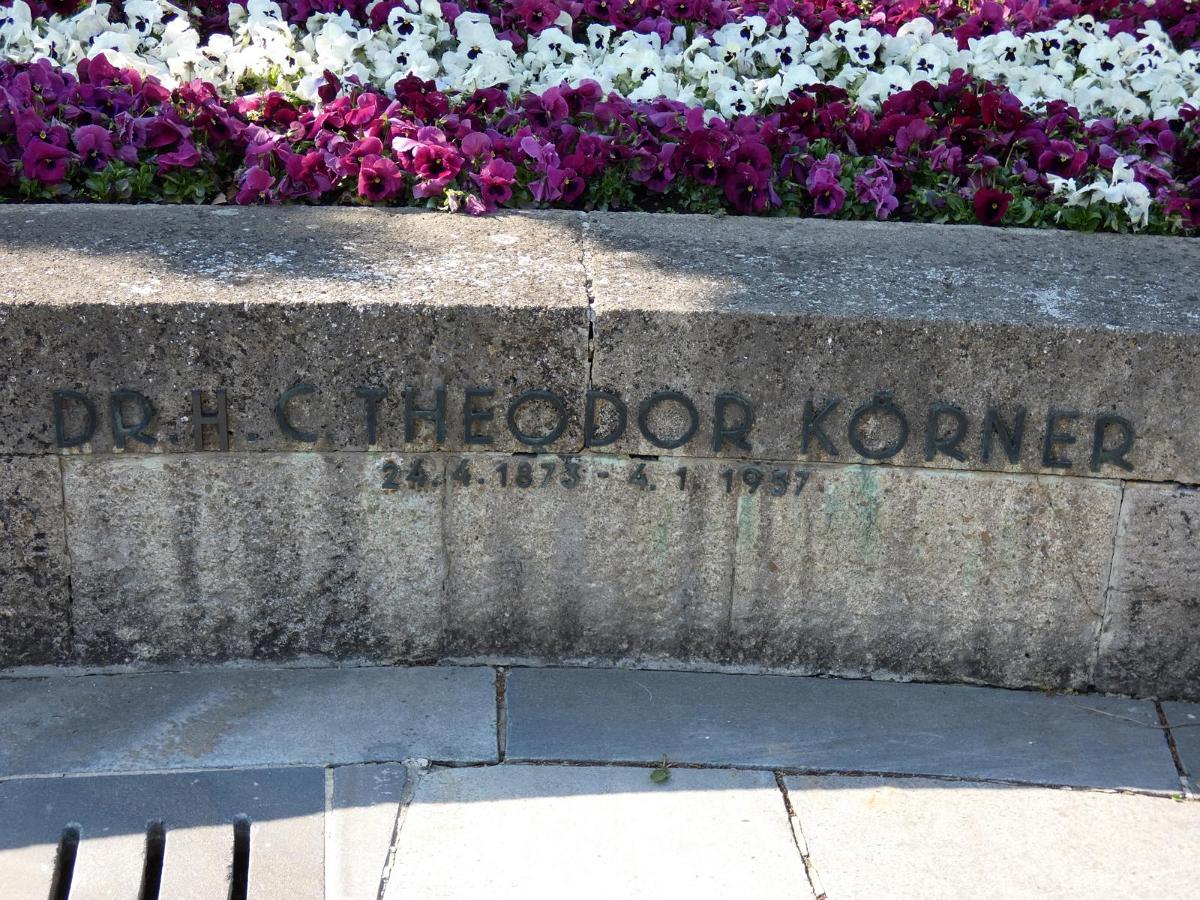 DR. H. C. THEODOR KÖRNER
24. 4. 1873 - 4. 1. 1957